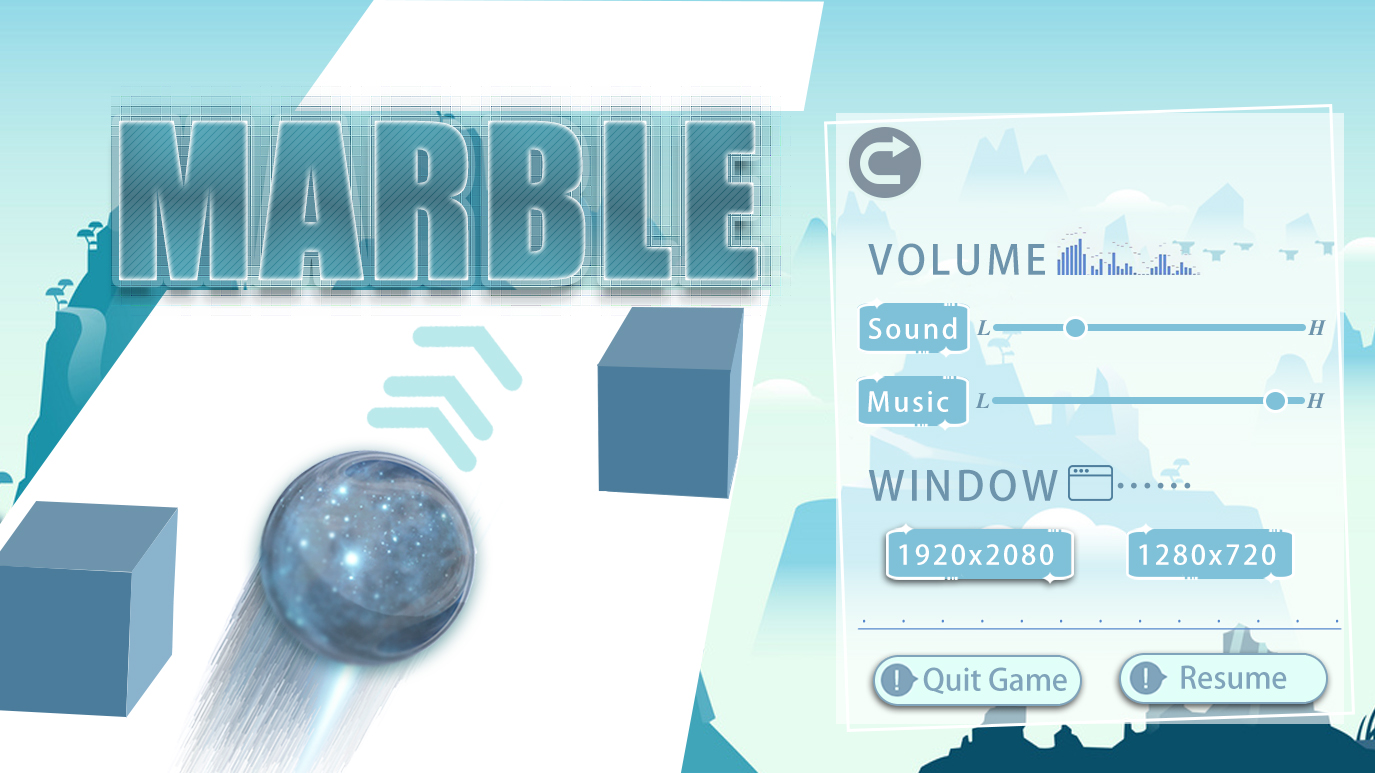 MARBLE
VOLUME
Sound L H
Music L H
WINDOW
1920x2080 1280x720
! Quit Game ! Resume